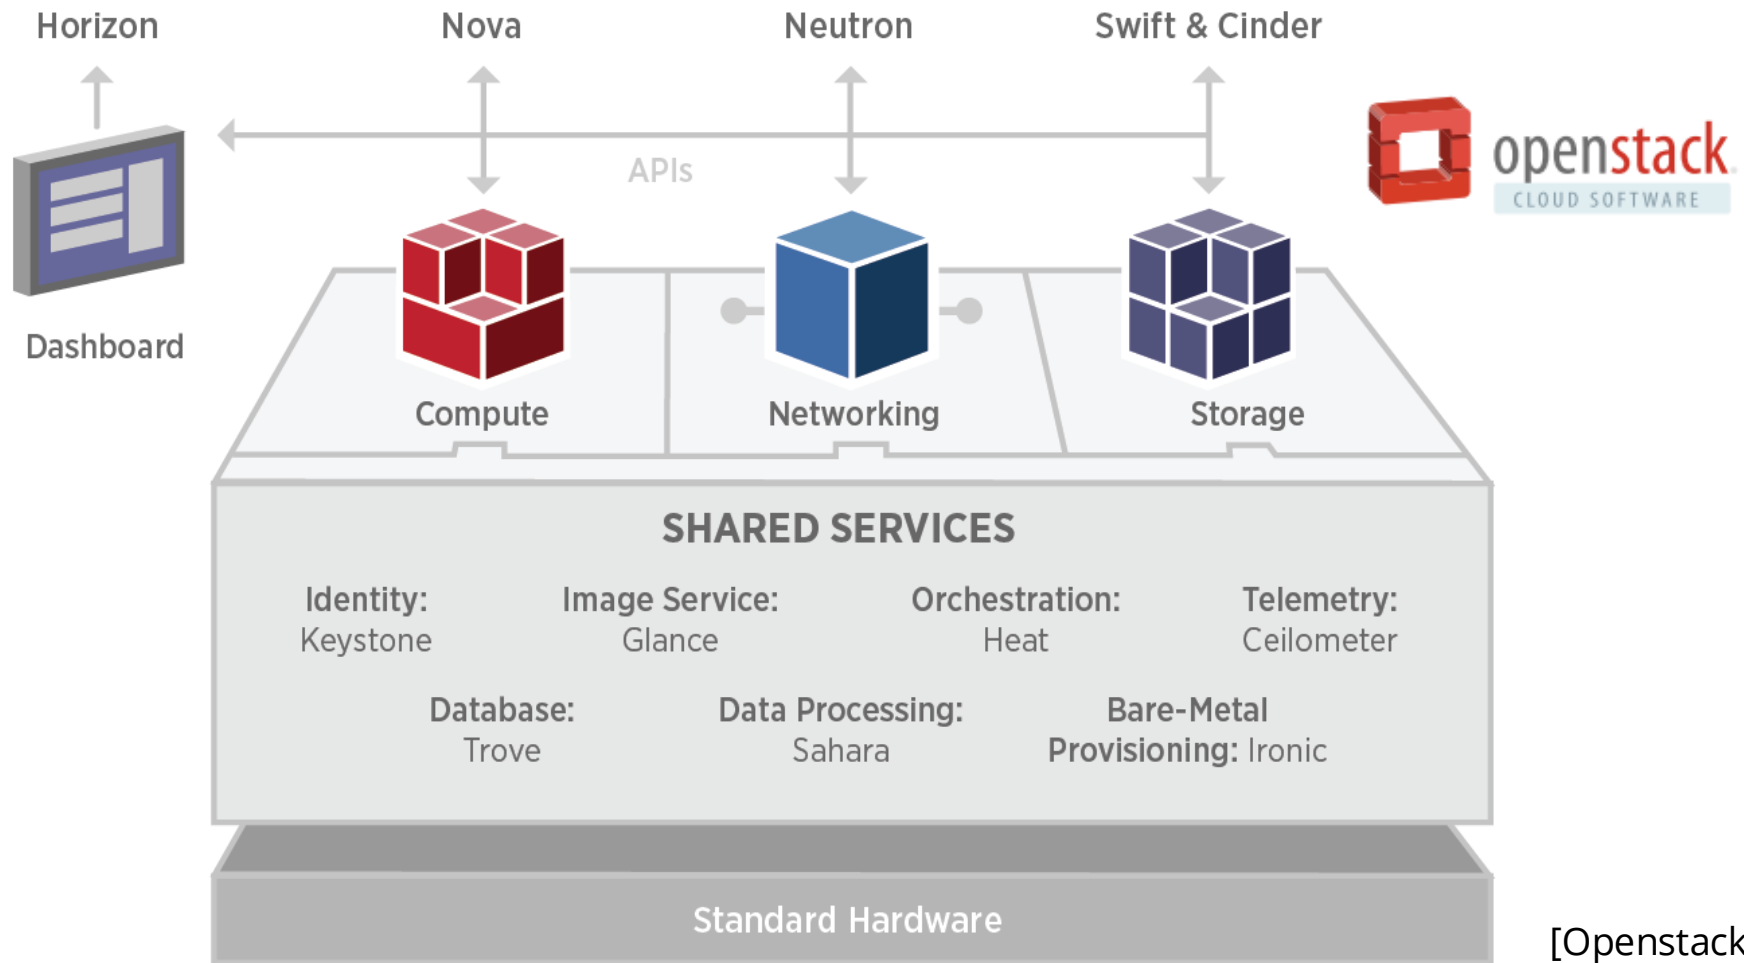 Horizon
Nova
Neutron
Swift & Cinder
APIs
openstack
CLOUD SOFTWARE
Dashboard
Compute
Networking
Storage
SHARED SERVICES
Identity:
Keystone
Image Service:
Glance
Orchestration:
Heat
Telemetry:
Ceilometer
Database:
Trove
Data Processing:
Sahara
Bare-Metal
Provisioning: Ironic
Standard Hardware
[Openstack